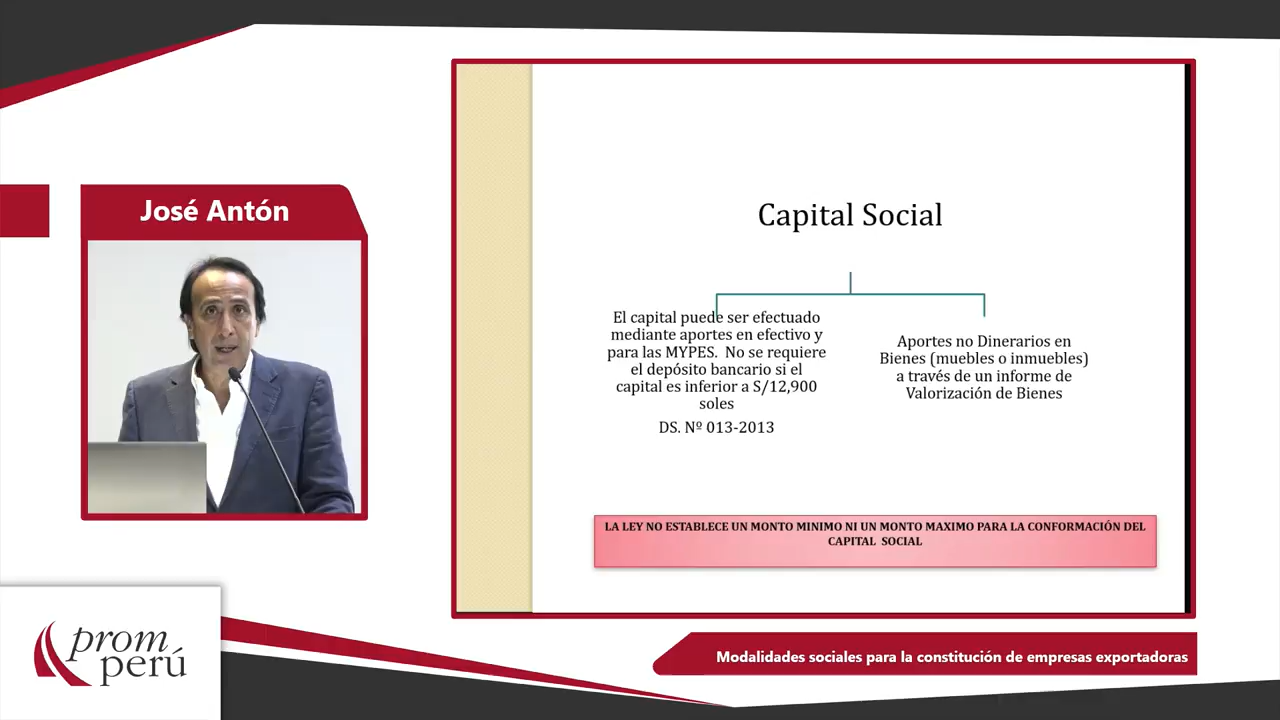 José Antón
Capital Social
El capital puede ser efectuado
mediante aportes en efectivo y
para las MYPES. No se requiere
el depósito bancario si el
capital es inferior a S/12,900
soles
DS. Nº 013-2013
Aportes no Dinerarios en
Bienes (muebles o inmuebles)
a través de un informe de
Valorización de Bienes
LA LEY NO ESTABLECE UN MONTO MINIMO NI UN MONTO MAXIMO PARA LA CONFORMACIÓN DEL
CAPITAL SOCIAL
prom
perú
Modalidades sociales para la constitución de empresas exportadoras